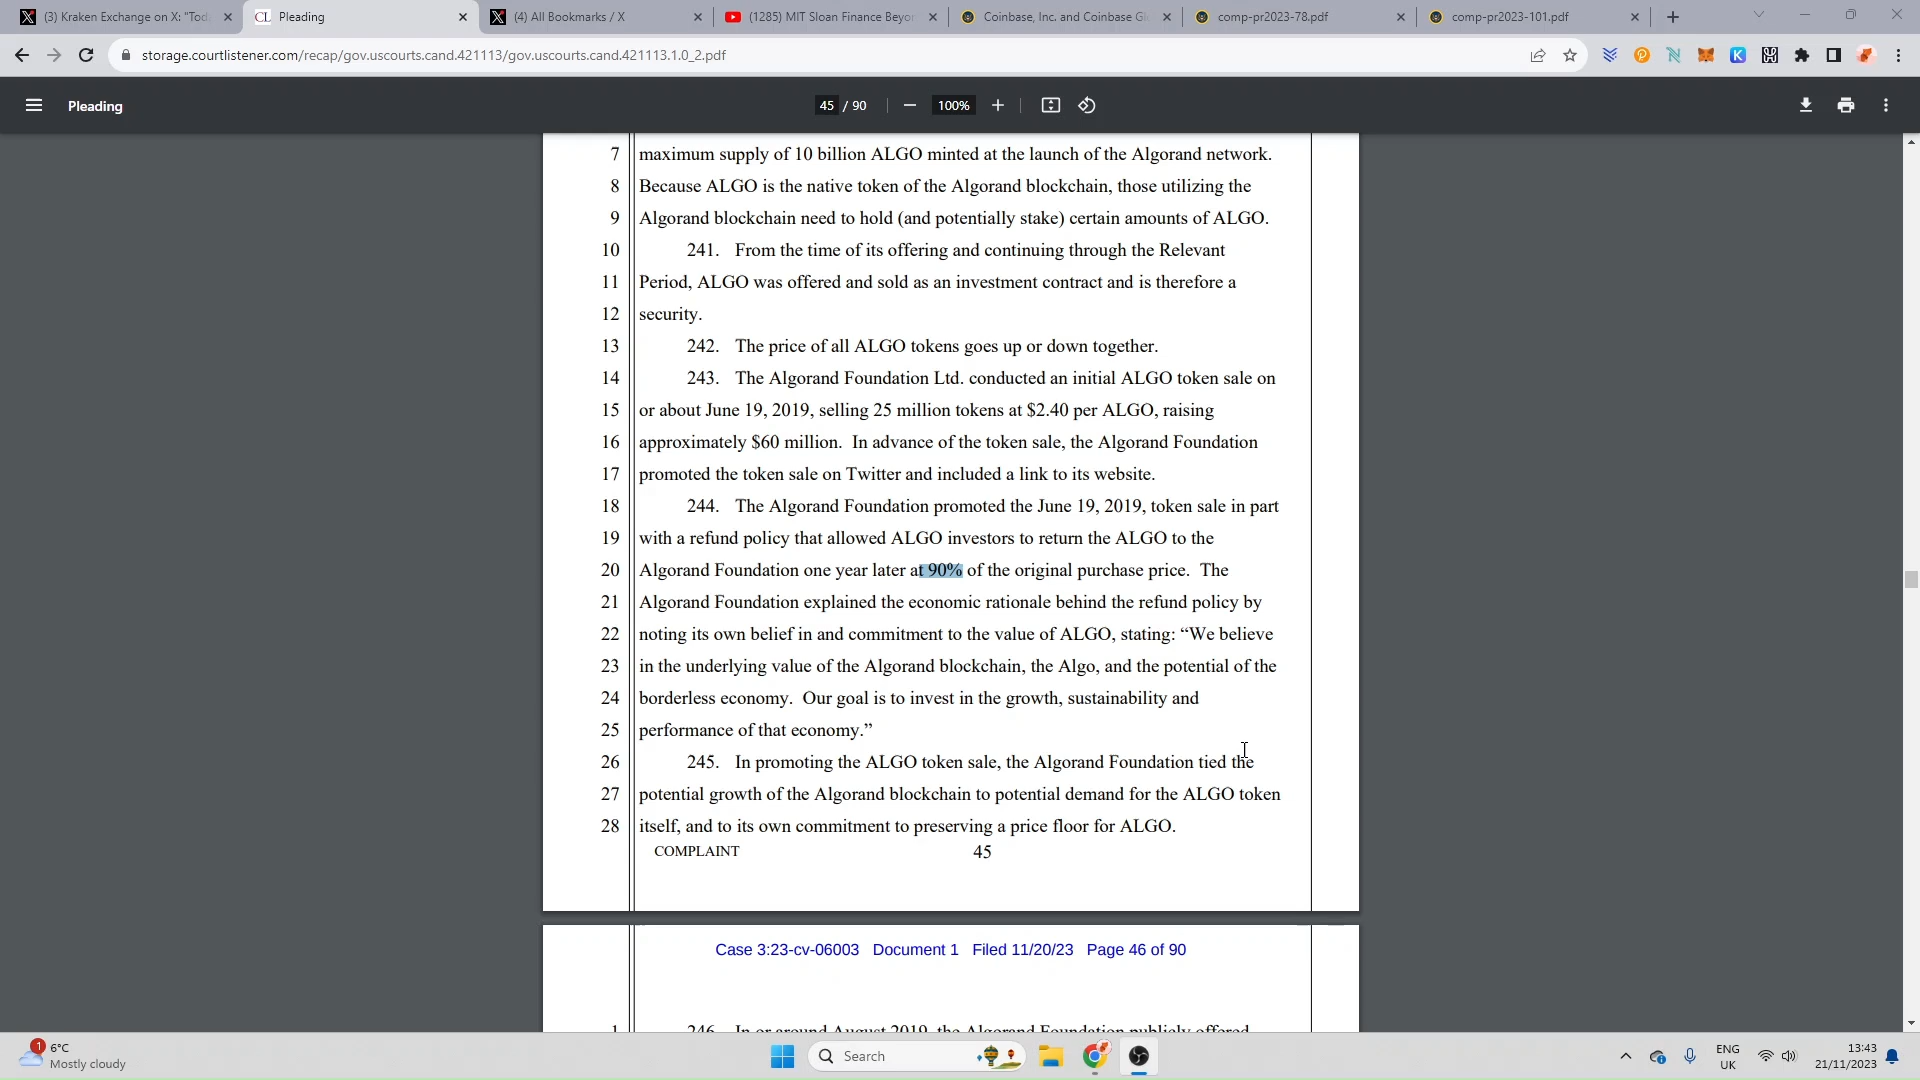 (3) Kraken Exchange on X: "Tod
Pleading
(4) All Bookmarks / X
(1285) MIT Sloan Finance Beyon
Coinbase, Inc. and Coinbase Gl
comp-pr2023-78.pdf
comp-pr2023-101.pdf
storage.courtlistener.com/recap/gov.uscourts.cand.421113/gov.uscourts.cand.421113.1.0_2.pdf
Pleading
45 / 90
100%
7 maximum supply of 10 billion ALGO minted at the launch of the Algorand network.
8 Because ALGO is the native token of the Algorand blockchain, those utilizing the
9 Algorand blockchain need to hold (and potentially stake) certain amounts of ALGO.
10 241. From the time of its offering and continuing through the Relevant
11 Period, ALGO was offered and sold as an investment contract and is therefore a
12 security.
13 242. The price of all ALGO tokens goes up or down together.
14 243. The Algorand Foundation Ltd. conducted an initial ALGO token sale on
15 or about June 19, 2019, selling 25 million tokens at $2.40 per ALGO, raising
16 approximately $60 million. In advance of the token sale, the Algorand Foundation
17 promoted the token sale on Twitter and included a link to its website.
18 244. The Algorand Foundation promoted the June 19, 2019, token sale in part
19 with a refund policy that allowed ALGO investors to return the ALGO to the
20 Algorand Foundation one year later at 90% of the original purchase price. The
21 Algorand Foundation explained the economic rationale behind the refund policy by
22 noting its own belief in and commitment to the value of ALGO, stating: “We believe
23 in the underlying value of the Algorand blockchain, the Algo, and the potential of the
24 borderless economy. Our goal is to invest in the growth, sustainability and
25 performance of that economy.”
26 245. In promoting the ALGO token sale, the Algorand Foundation tied the
27 potential growth of the Algorand blockchain to potential demand for the ALGO token
28 itself, and to its own commitment to preserving a price floor for ALGO.
COMPLAINT 45
Case 3:23-cv-06003 Document 1 Filed 11/20/23 Page 46 of 90
1 246. In or around August 2019, the Algorand Foundation publicly offered
1
6°C
Mostly cloudy
Search
ENG
UK
13:43
21/11/2023